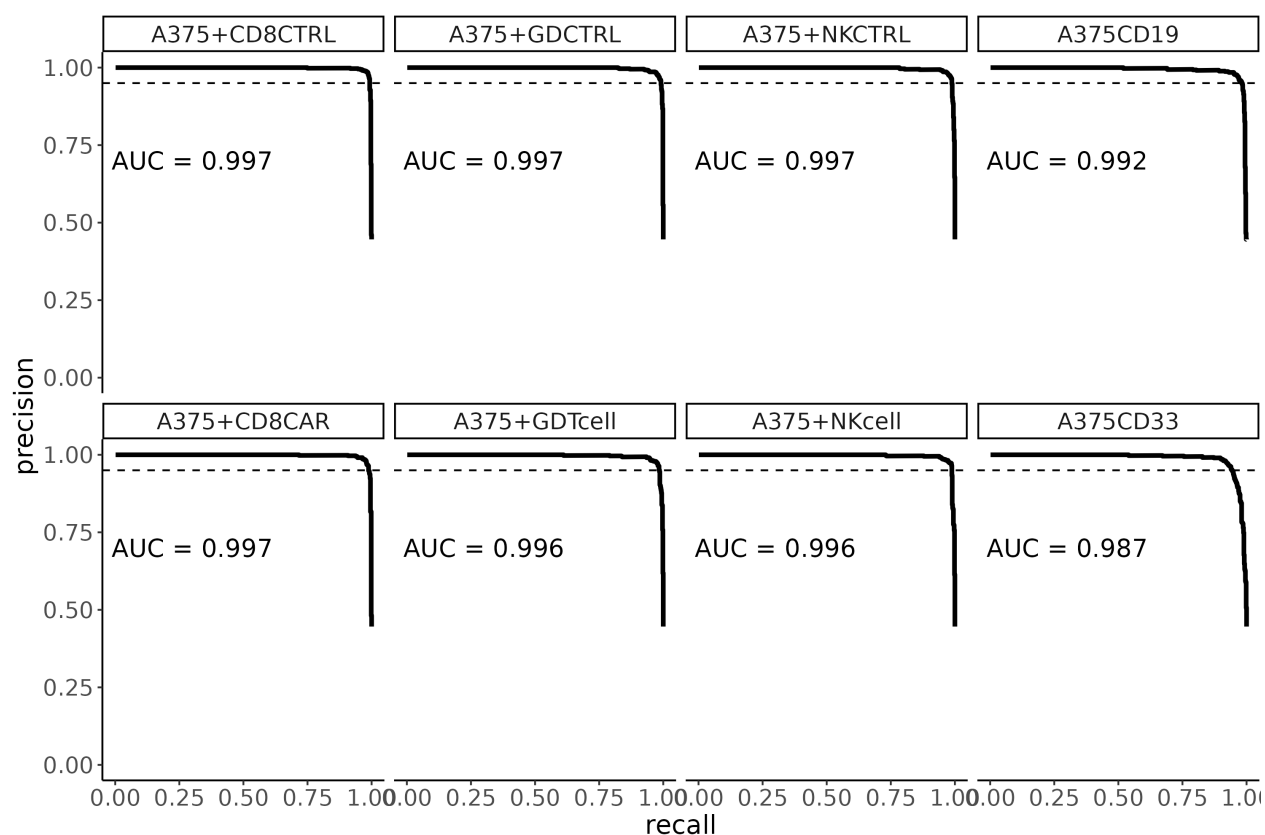 A375+CD8CTRL A375+GDCTRL A375+NKCTRL A375CD19
1.00
0.75
AUC = 0.997 AUC = 0.997 AUC = 0.997 AUC = 0.992
0.50
0.25
0.00
precision
A375+CD8CAR A375+GDTcell A375+NKcell A375CD33
1.00
0.75
AUC = 0.997 AUC = 0.996 AUC = 0.996 AUC = 0.987
0.50
0.25
0.00
0.00 0.25 0.50 0.75 1.00 0.00 0.25 0.50 0.75 1.00 0.00 0.25 0.50 0.75 1.00 0.00 0.25 0.50 0.75 1.00
recall